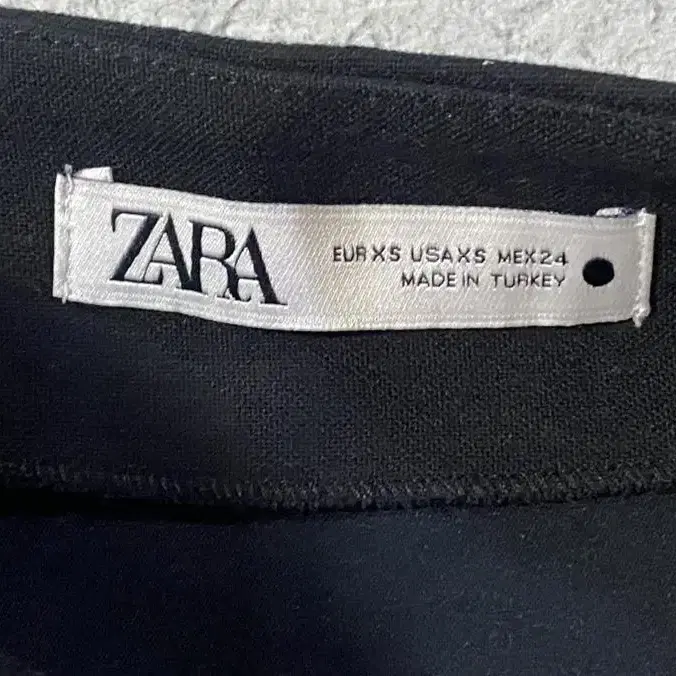 ZARA
EUR XS USA XS MEX 24
MADE IN TURKEY